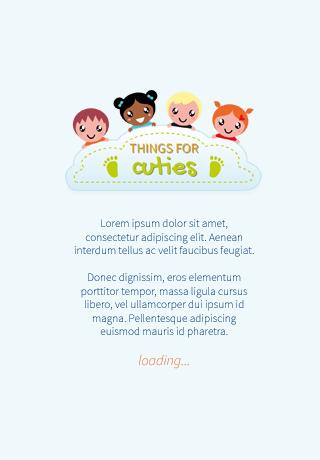 THINGS FOR
cuties
Lorem ipsum dolor sit amet,
consectetur adipiscing elit. Aenean
interdum tellus ac velit faucibus feugiat.
Donec dignissim, eros elementum
porttitor tempor, massa ligula cursus
libero, vel ullamcorper dui ipsum id
magna. Pellentesque adipiscing
euismod mauris id pharetra.
loading...